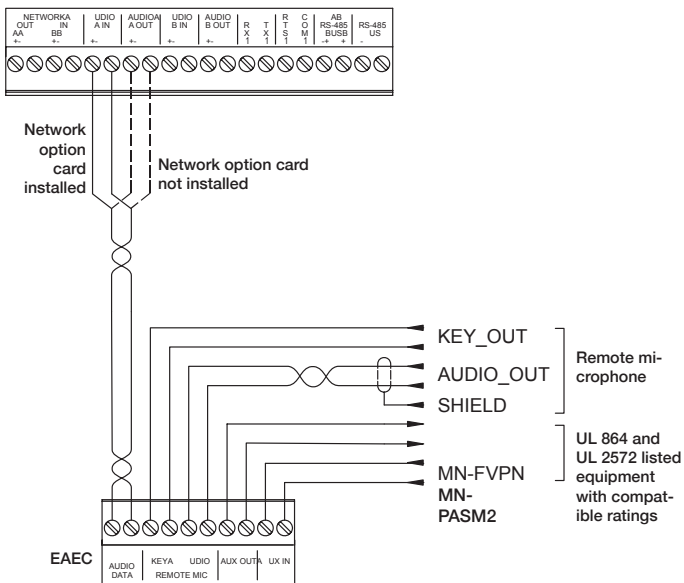 NETWORKA UDIO AUDIOA UDIO AUDIO R T R C AB RS-485
OUT IN A IN A OUT B IN B OUT X X T O RS-485 US
AA BB 1 1 S M BUSB
+- +- +- +- +- +- 1 1 -+ + -
Network
option
card
installed
Network option card
not installed
KEY_OUT
AUDIO_OUT
SHIELD
Remote mi-
crophone
MN-FVPN
MN-
PASM2
UL 864 and
UL 2572 listed
equipment
with compat-
ible ratings
EAEC
AUDIO
DATA
KEYA UDIO
REMOTE MIC
AUX OUTA UX IN